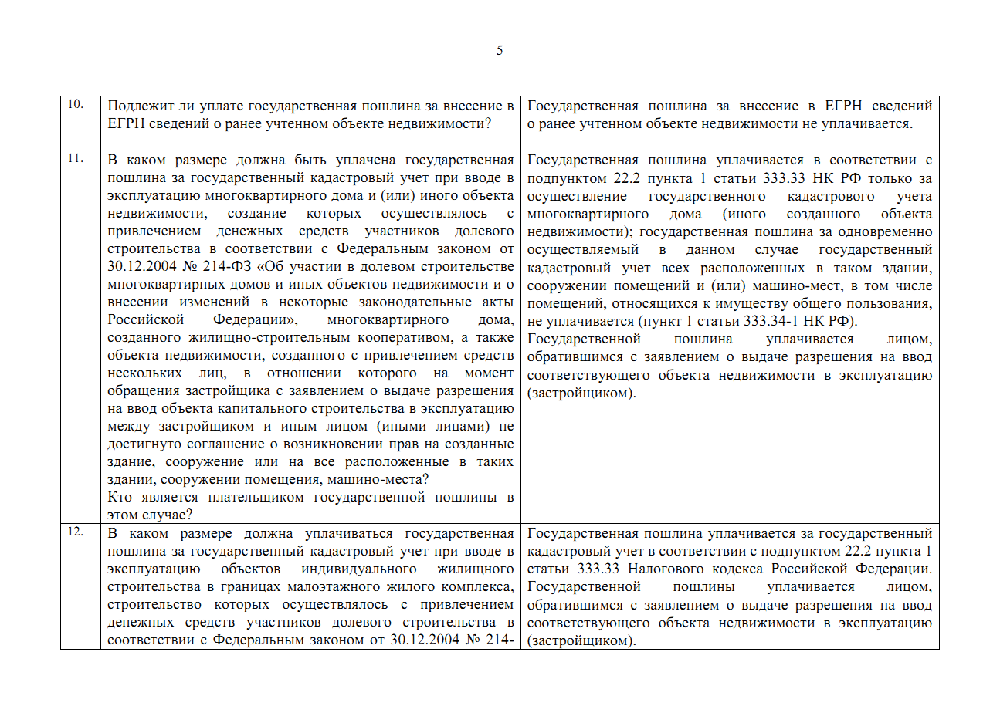 5
10.
Подлежит ли уплате государственная пошлина за внесение в
ЕГРН сведений о ранее учтенном объекте недвижимости?
Государственная пошлина за внесение в ЕГРН сведений
о ранее учтенном объекте недвижимости не уплачивается.
11.
В каком размере должна быть уплачена государственная
пошлина за государственный кадастровый учет при вводе в
эксплуатацию многоквартирного дома и (или) иного объекта
недвижимости, создание которых осуществлялось с
привлечением денежных средств участников долевого
строительства в соответствии с Федеральным законом от
30.12.2004 № 214-ФЗ «Об участии в долевом строительстве
многоквартирных домов и иных объектов недвижимости и о
внесении изменений в некоторые законодательные акты
Российской Федерации», многоквартирного дома,
созданного жилищно-строительным кооперативом, а также
объекта недвижимости, созданного с привлечением средств
нескольких лиц, в отношении которого на момент
обращения застройщика с заявлением о выдаче разрешения
на ввод объекта капитального строительства в эксплуатацию
между застройщиком и иным лицом (иными лицами) не
достигнуто соглашение о возникновении прав на созданные
здание, сооружение или на все расположенные в таких
здании, сооружении помещения, машино-места?
Кто является плательщиком государственной пошлины в
этом случае?
Государственная пошлина уплачивается в соответствии с
подпунктом 22.2 пункта 1 статьи 333.33 НК РФ только за
осуществление государственного кадастрового учета
многоквартирного дома (иного созданного объекта
недвижимости); государственная пошлина за одновременно
осуществляемый в данном случае государственный
кадастровый учет всех расположенных в таком здании,
сооружении помещений и (или) машино-мест, в том числе
помещений, относящихся к имуществу общего пользования,
не уплачивается (пункт 1 статьи 333.34-1 НК РФ).
Государственной пошлина уплачивается лицом,
обратившимся с заявлением о выдаче разрешения на ввод
соответствующего объекта недвижимости в эксплуатацию
(застройщиком).
12.
В каком размере должна уплачиваться государственная
пошлина за государственный кадастровый учет при вводе в
эксплуатацию объектов индивидуального жилищного
строительства в границах малоэтажного жилого комплекса,
строительство которых осуществлялось с привлечением
денежных средств участников долевого строительства в
соответствии с Федеральным законом от 30.12.2004 № 214-
Государственная пошлина уплачивается за государственный
кадастровый учет в соответствии с подпунктом 22.2 пункта 1
статьи 333.33 Налогового кодекса Российской Федерации.
Государственной пошлины уплачивается лицом,
обратившимся с заявлением о выдаче разрешения на ввод
соответствующего объекта недвижимости в эксплуатацию
(застройщиком).